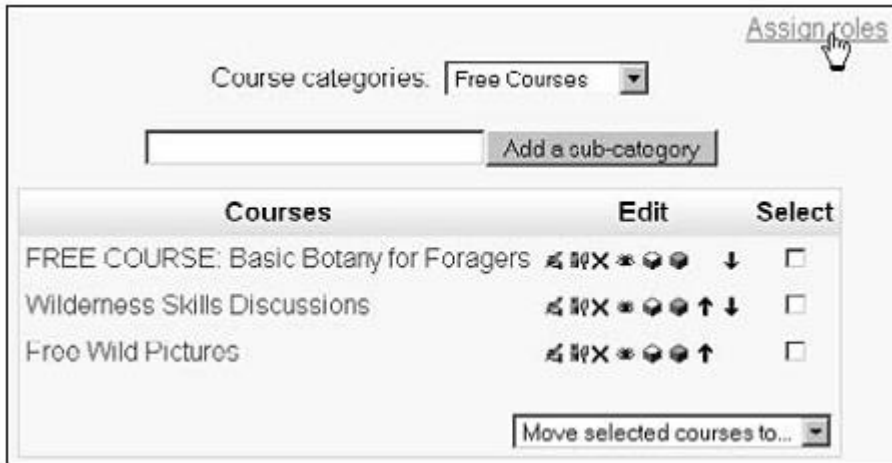 Assign roles
Course categories: Free Courses
Add a sub-category
Courses Edit Select
FREE COURSE: Basic Botany for Foragers
Wilderness Skills Discussions
Free Wild Pictures
Move selected courses to...